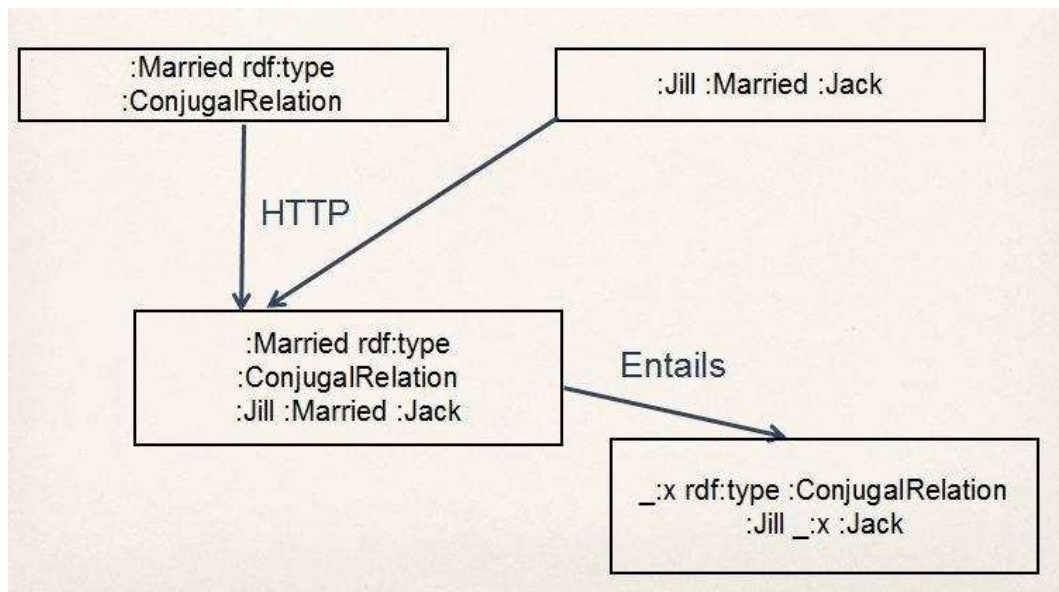 :Married rdf:type
:ConjugalRelation
:Jill :Married :Jack
HTTP
:Married rdf:type
:ConjugalRelation
:Jill :Married :Jack
Entails
_:x rdf:type :ConjugalRelation
:Jill _:x :Jack